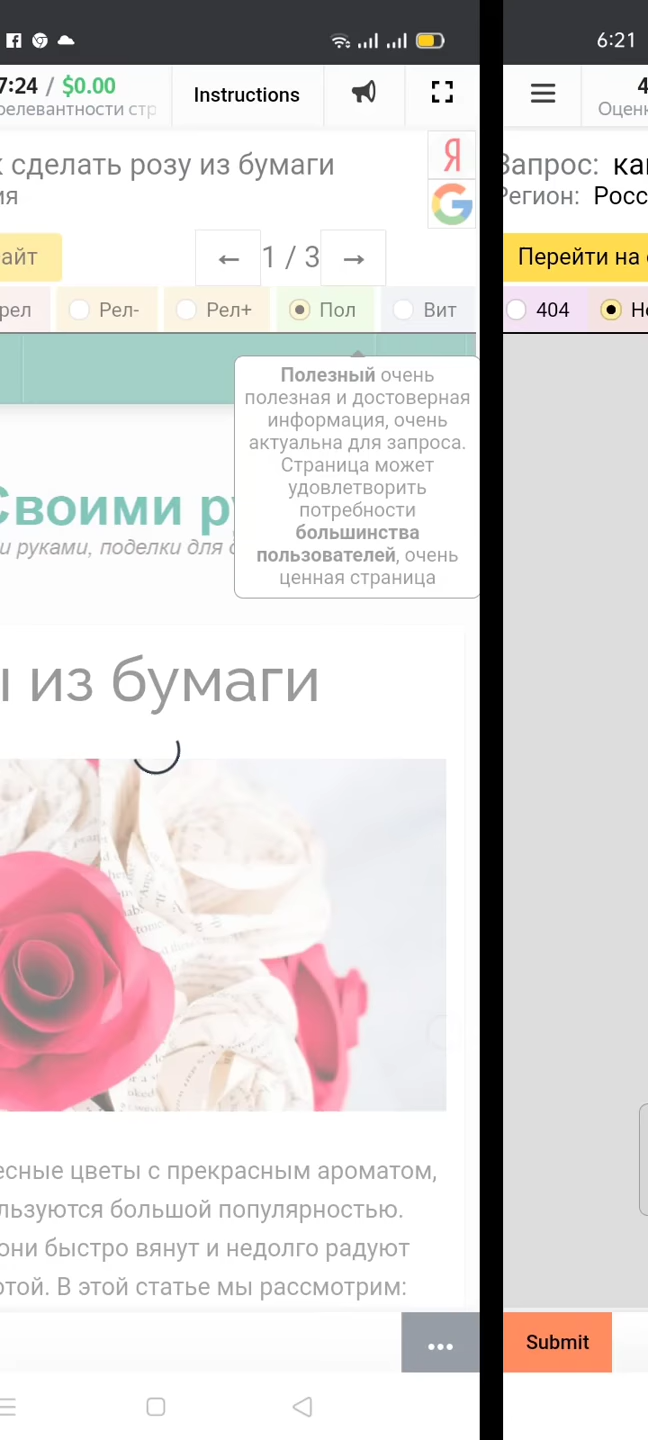 7:24 / $0.00
релевантности стр
Instructions
к сделать розу из бумаги
ия
Я
G
айт
← 1 / 3 →
рел
Рел-
Рел+
Пол
Вит
Полезный очень
полезная и достоверная
информация, очень
актуальна для запроса.
Страница может
удовлетворить
потребности
большинства
пользователей, очень
ценная страница
Своими р
и руками, поделки для
ы из бумаги
есные цветы с прекрасным ароматом,
льзуются большой популярностью.
они быстро вянут и недолго радуют
отой. В этой статье мы рассмотрим:
6:21
4
Оценк
Запрос: ка
Регион: Росс
Перейти на
404
Не
Submit